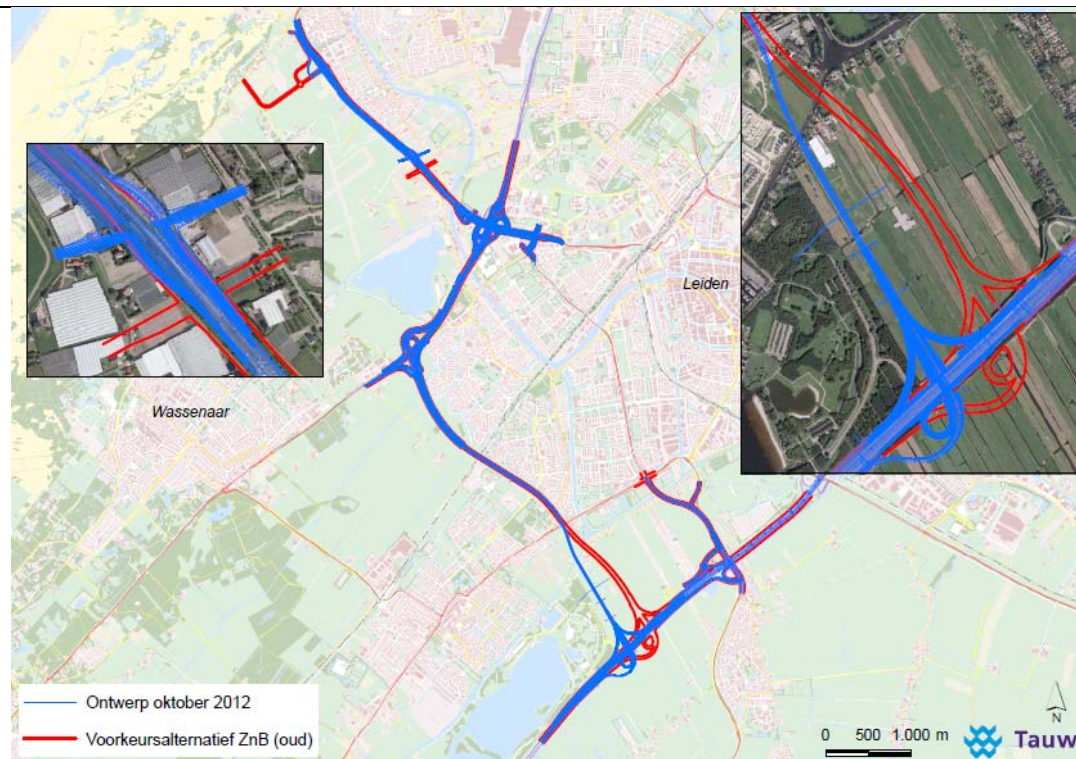 Leiden
Wassenaar
Ontwerp oktober 2012
Voorkeursalternatief ZnB (oud)
0 500 1.000 m
N
Tauw